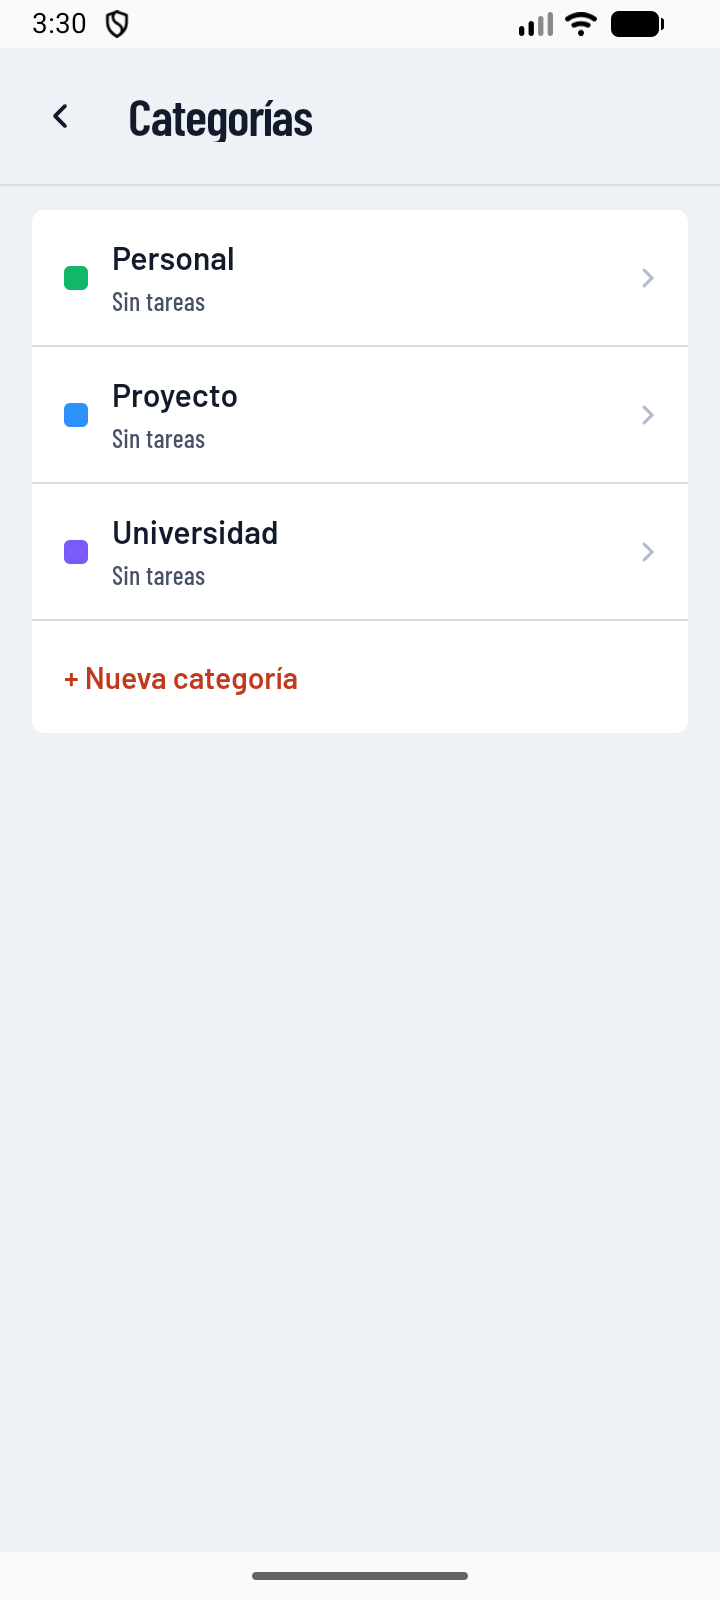 3:30
Categorías
Personal
Sin tareas
Proyecto
Sin tareas
Universidad
Sin tareas
+ Nueva categoría